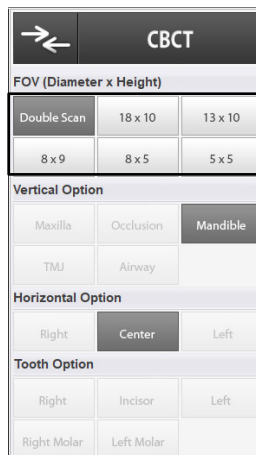 CBCT
FOV (Diameter x Height)
Double Scan 18 x 10 13 x 10
8 x 9 8 x 5 5 x 5
Vertical Option
Maxilla Occlusion Mandible
TMJ Airway
Horizontal Option
Right Center Left
Tooth Option
Right Incisor Left
Right Molar Left Molar